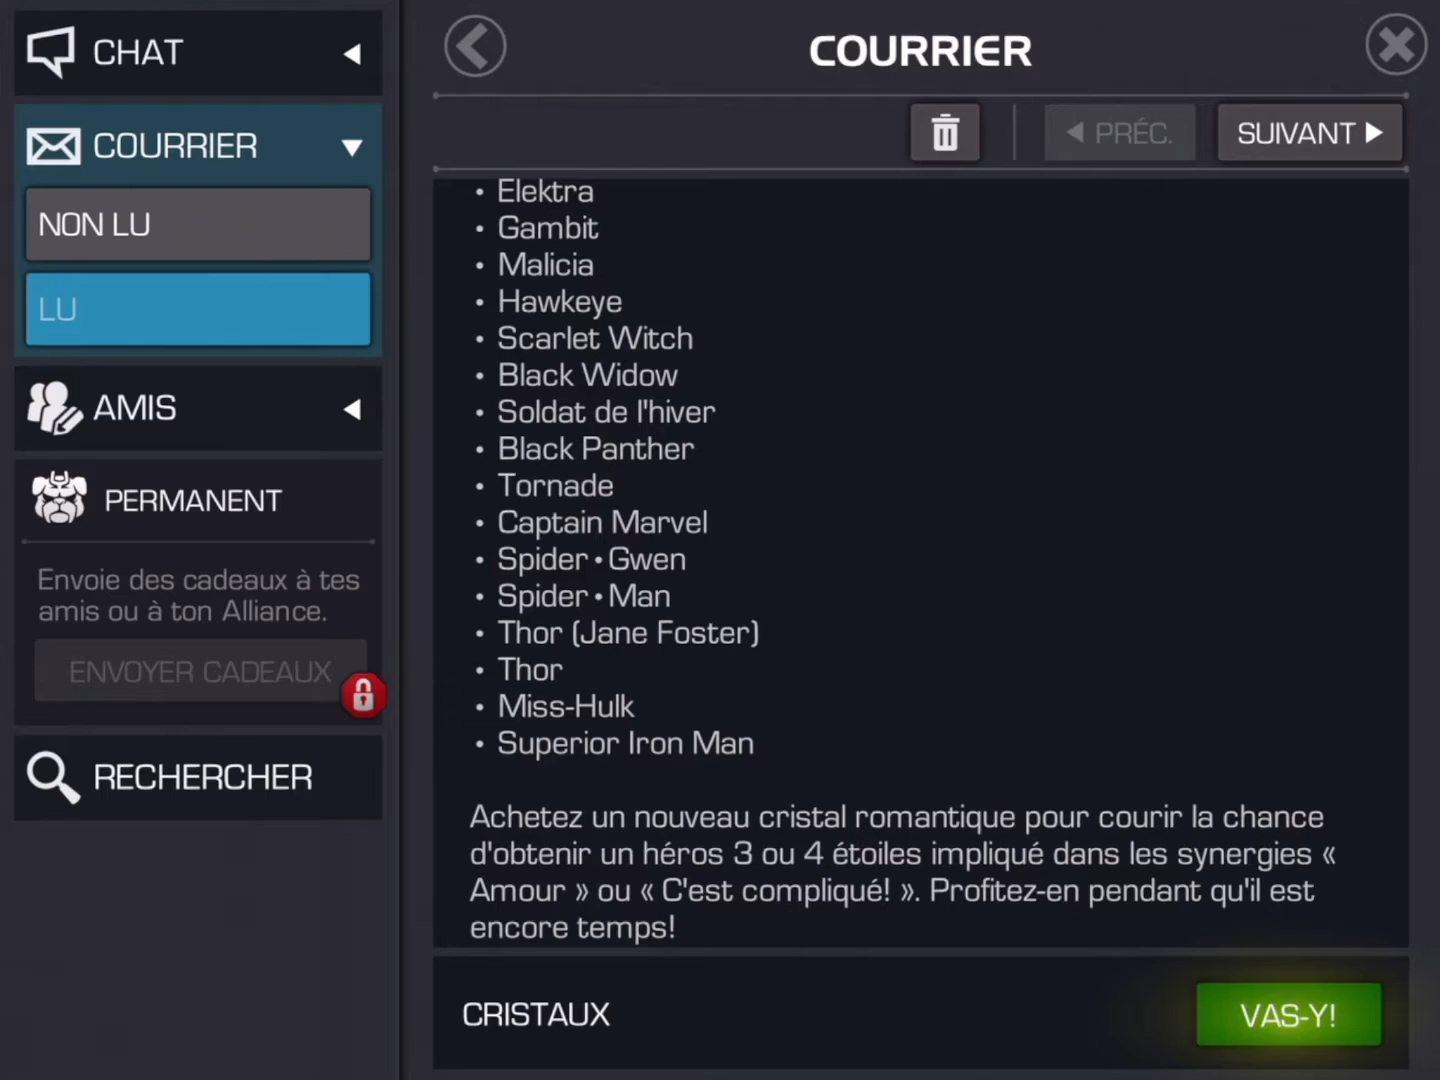 CHAT
COURRIER
NON LU
LU
AMIS
PERMANENT
Envoie des cadeaux à tes
amis ou à ton Alliance.
ENVOYER CADEAUX
RECHERCHER
COURRIER
PRÉC.
SUIVANT
• Elektra
• Gambit
• Malicia
• Hawkeye
• Scarlet Witch
• Black Widow
• Soldat de l'hiver
• Black Panther
• Tornade
• Captain Marvel
• Spider•Gwen
• Spider•Man
• Thor (Jane Foster)
• Thor
• Miss-Hulk
• Superior Iron Man
Achetez un nouveau cristal romantique pour courir la chance
d'obtenir un héros 3 ou 4 étoiles impliqué dans les synergies «
Amour » ou « C'est compliqué! ». Profitez-en pendant qu'il est
encore temps!
CRISTAUX
VAS-Y!